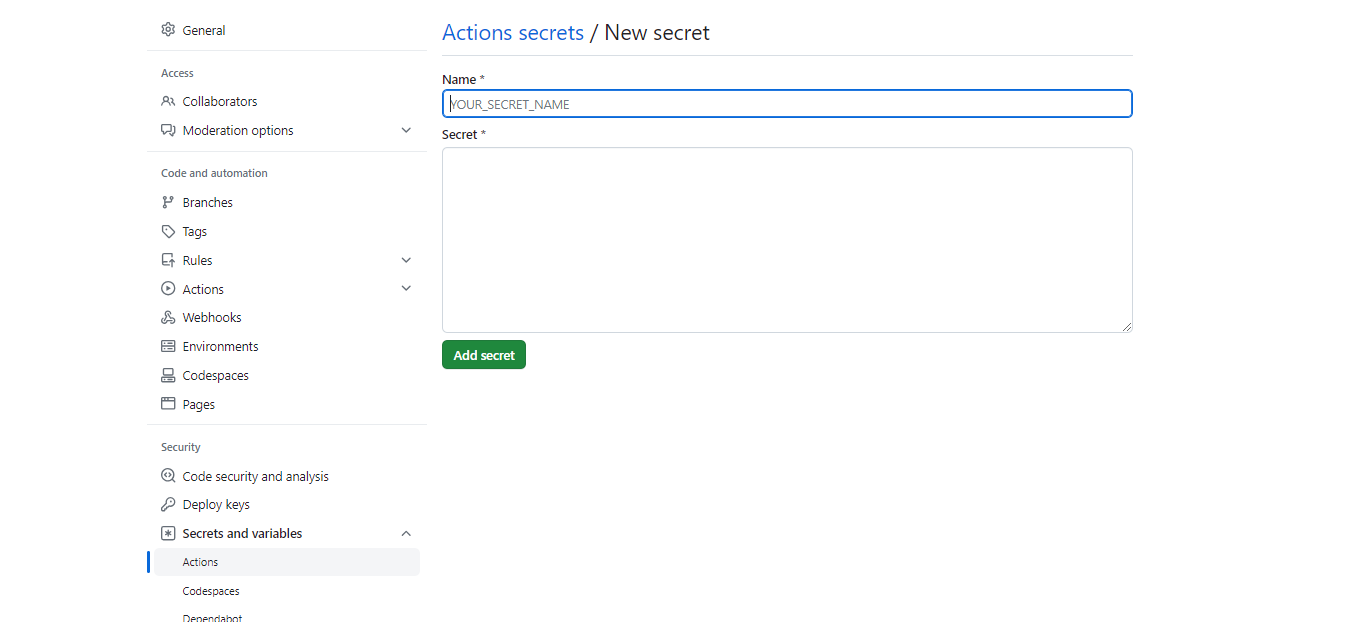 General
Access
Collaborators
Moderation options
Code and automation
Branches
Tags
Rules
Actions
Webhooks
Environments
Codespaces
Pages
Security
Code security and analysis
Deploy keys
Secrets and variables
Actions
Codespaces
Dependabot
Actions secrets / New secret
Name *
YOUR_SECRET_NAME
Secret *
Add secret